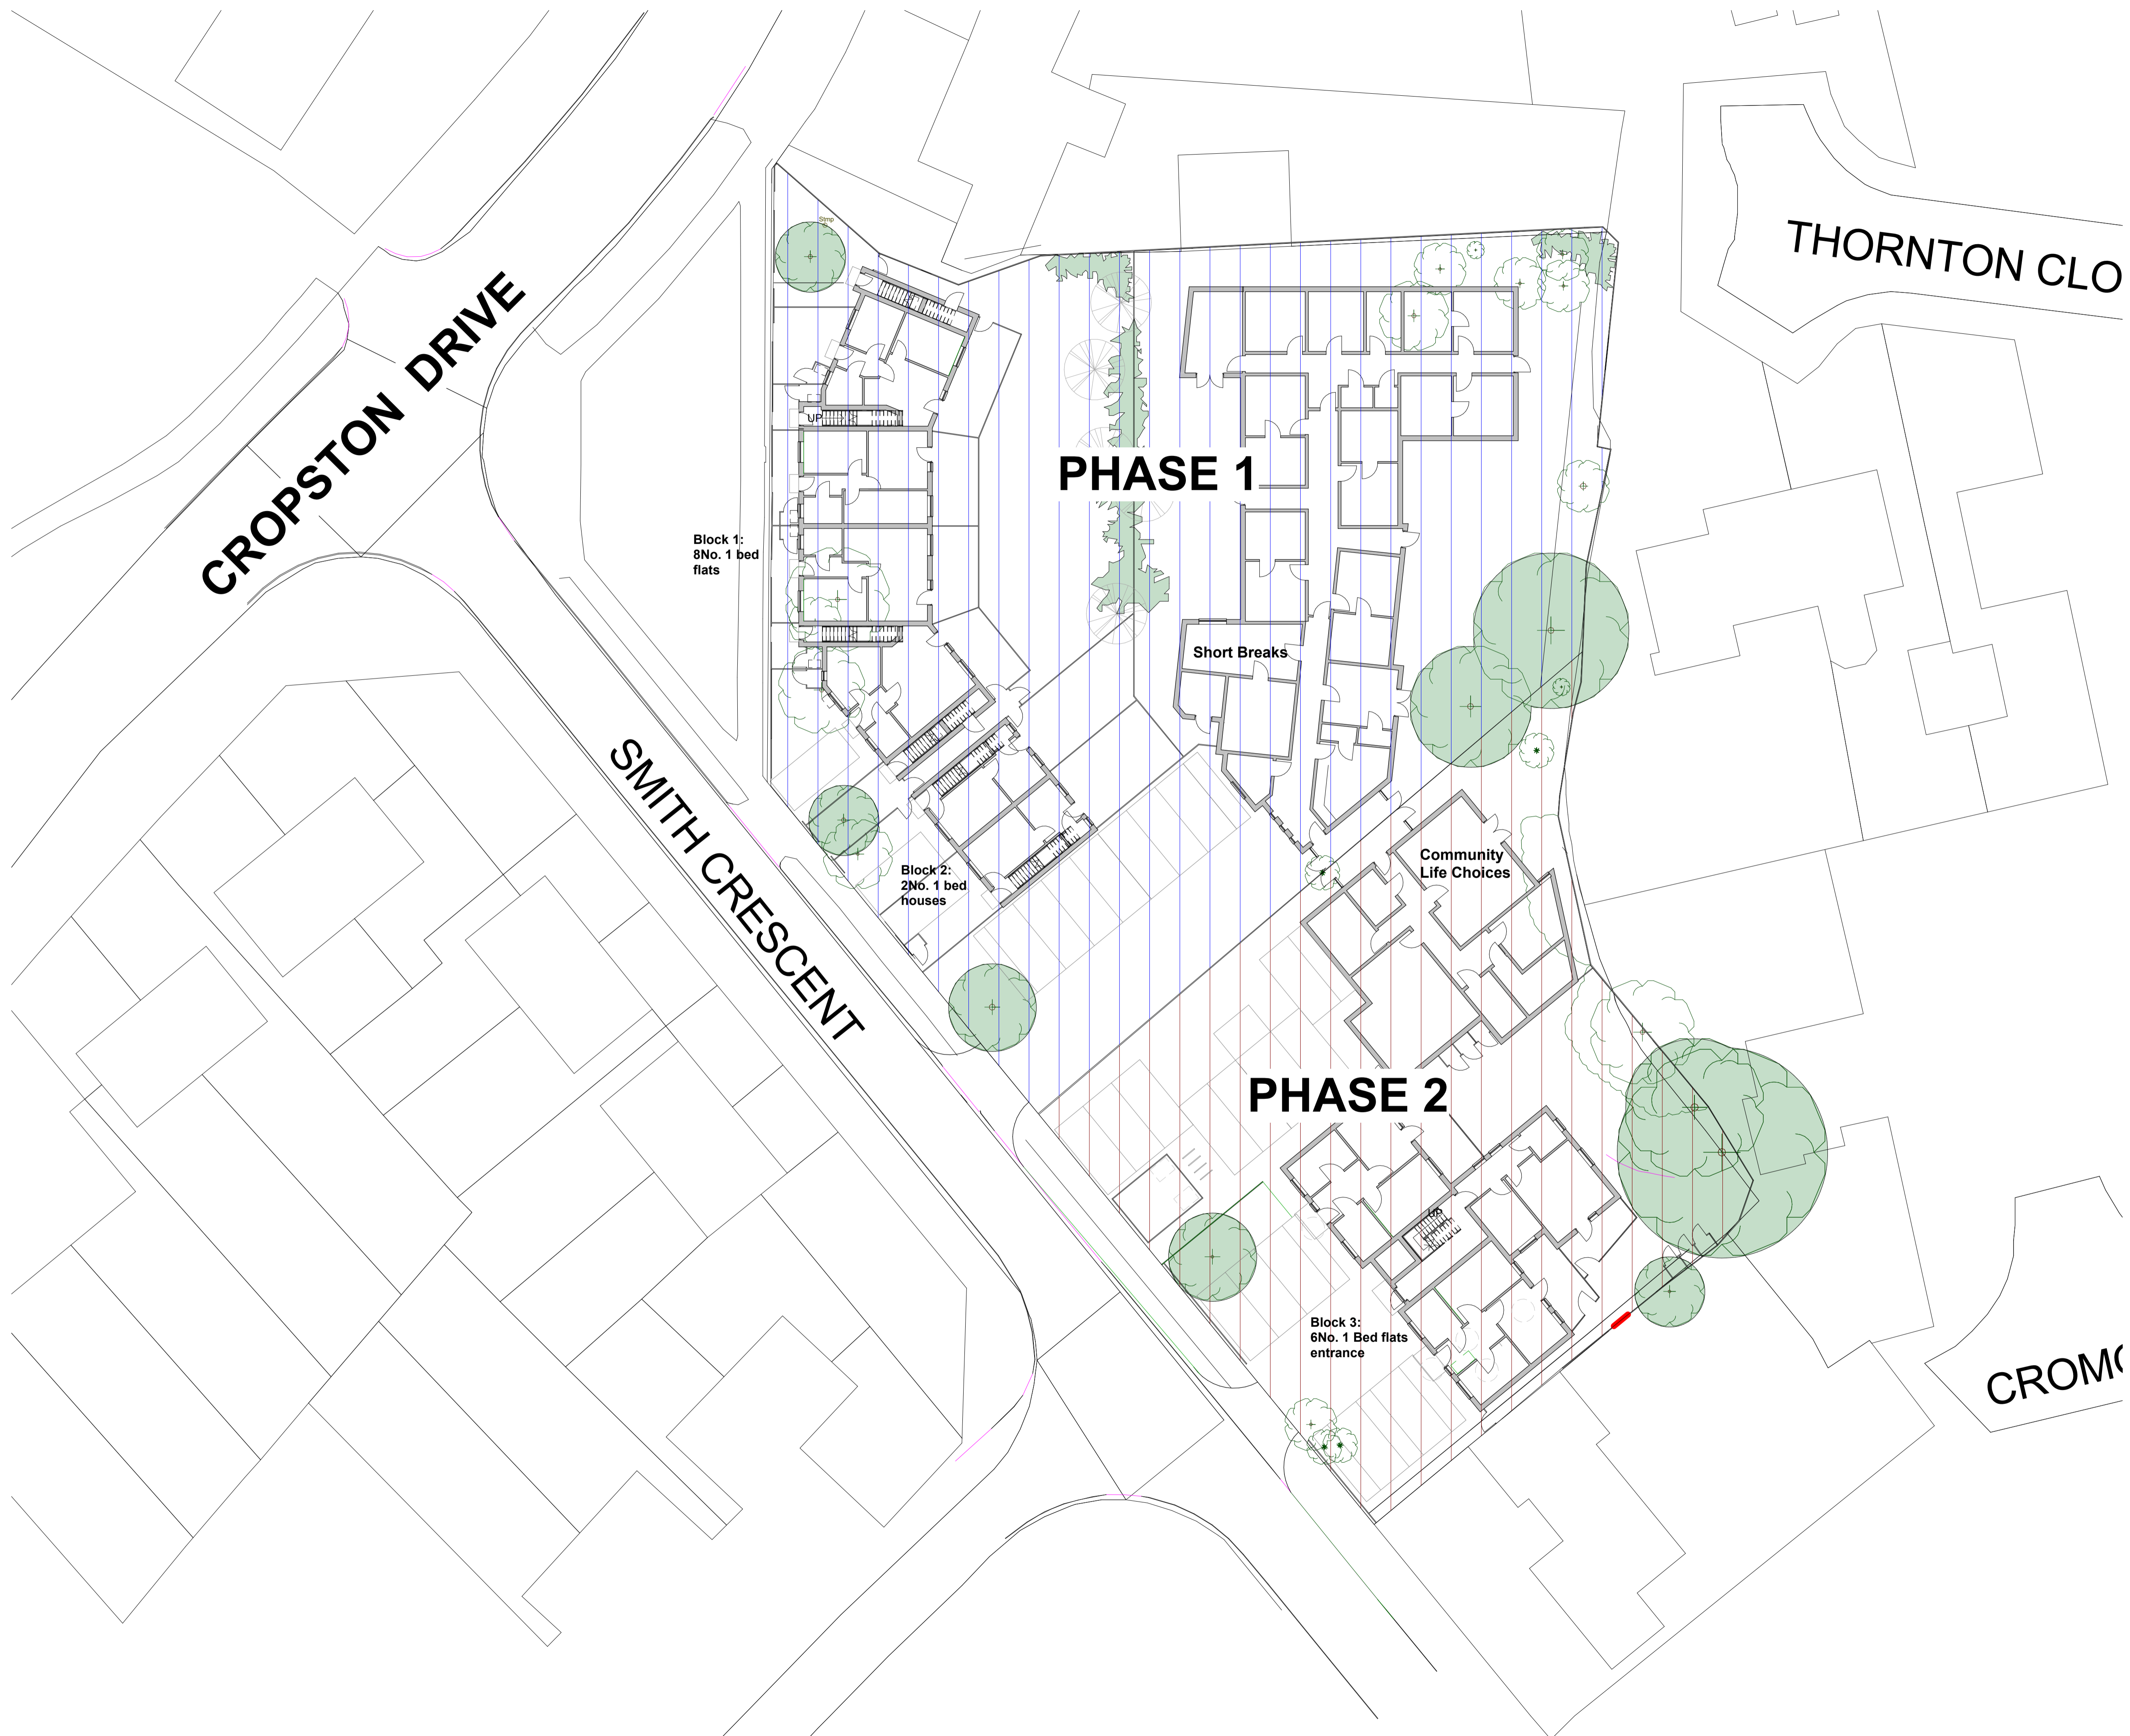 THORNTON CLO
Stmp
CROPSTON DRIVE
UP
PHASE 1
Block 1:
8No. 1 bed
flats
Short Breaks
SMITH CRESCENT
Block 2:
2No. 1 bed
houses
Community
Life Choices
PHASE 2
UP
Block 3:
6No. 1 Bed flats
entrance
CROMO